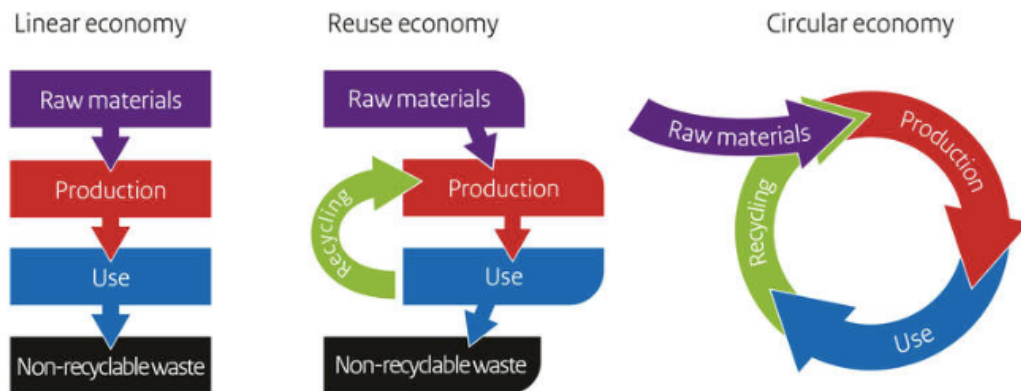 Linear economy
Raw materials
Production
Use
Non-recyclable waste
Reuse economy
Raw materials
Recycling
Production
Use
Non-recyclable waste
Circular economy
Raw materials
Production
Recycling
Use